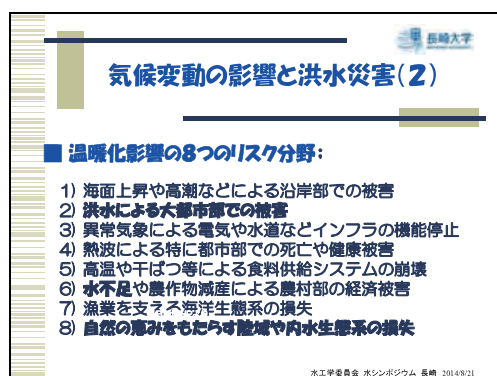 長崎大学
気候変動の影響と洪水災害(2)
■ 温暖化影響の8つのリスク分野:
1) 海面上昇や高潮などによる沿岸部での被害
2) 洪水による大都市部での被害
3) 異常気象による電気や水道などインフラの機能停止
4) 熱波による特に都市部での死亡や健康被害
5) 高温や干ばつ等による食料供給システムの崩壊
6) 水不足や農作物減産による農村部の経済被害
7) 漁業を支える海洋生態系の損失
8) 自然の恵みをもたらす陸域や内水生態系の損失
水工学委員会 水シンポジウム 長崎 2014/8/21